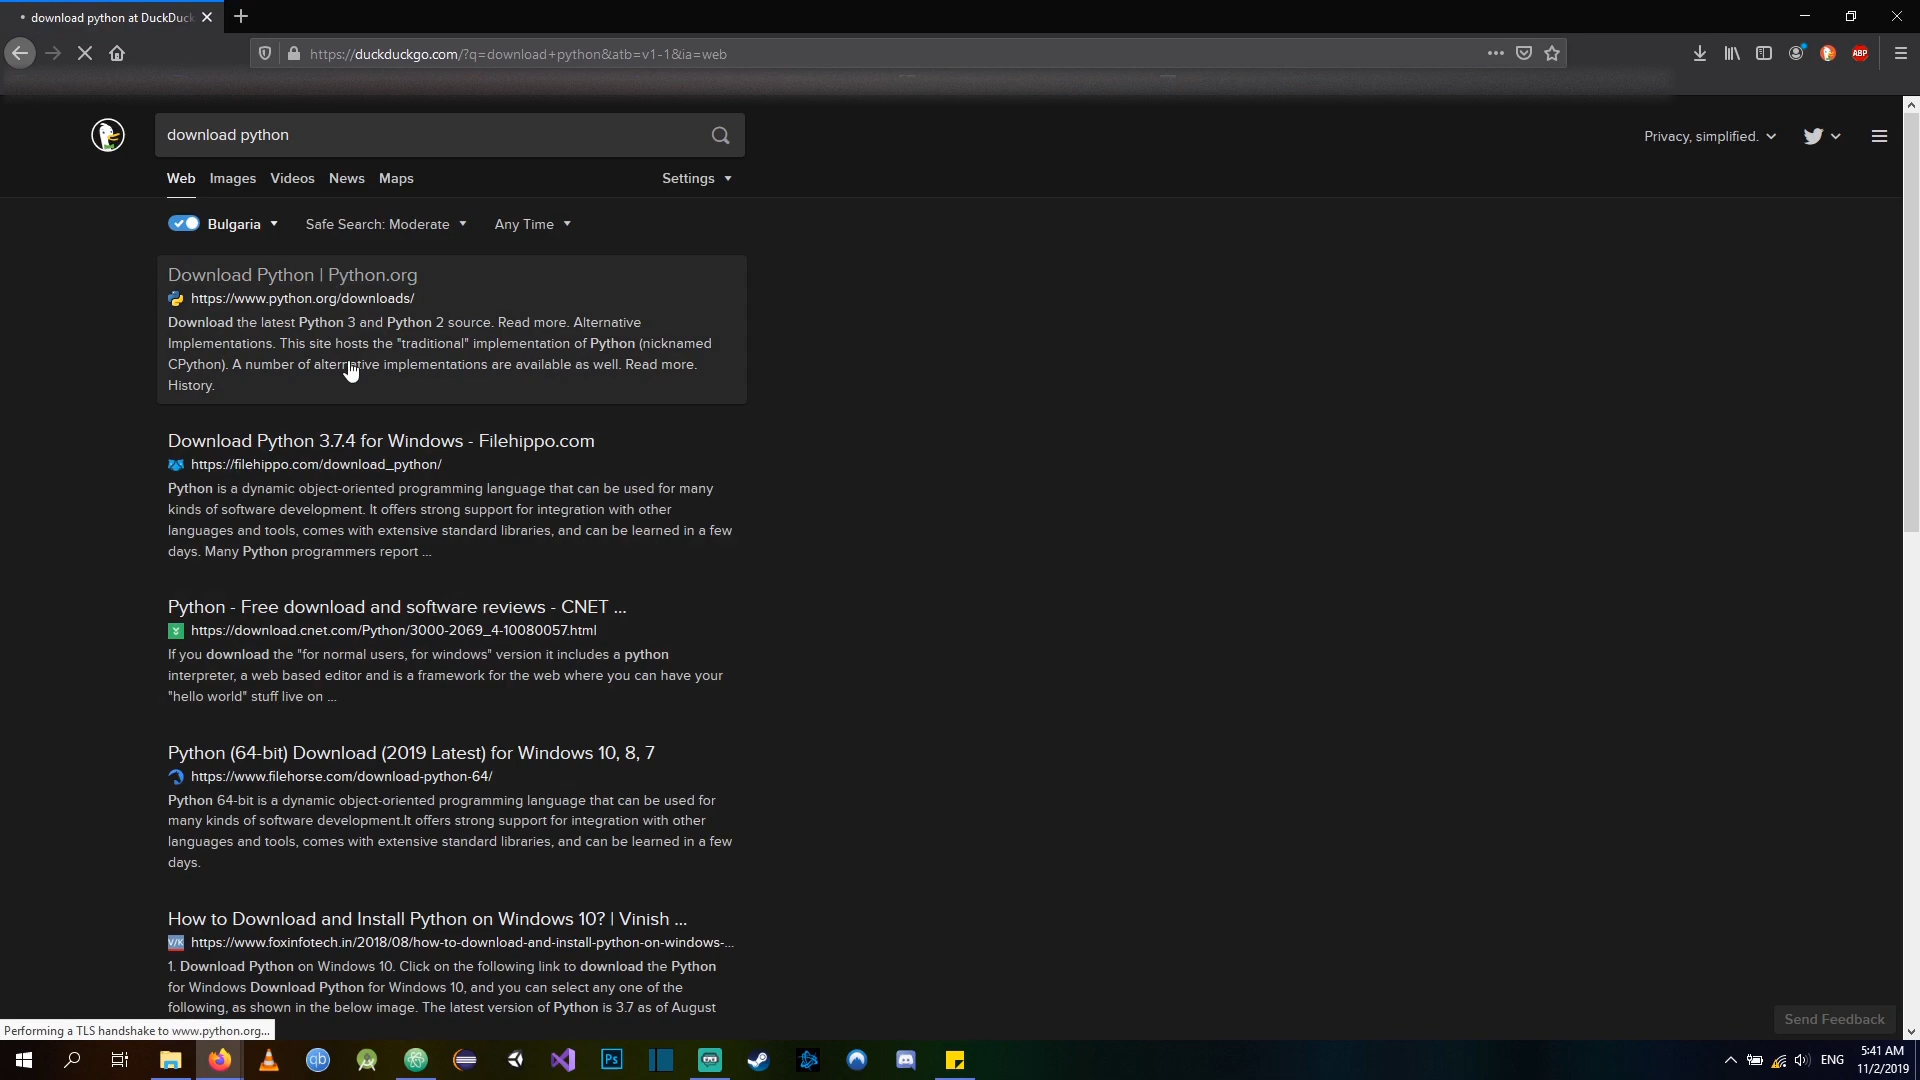 download python at DuckDuck
https://duckduckgo.com/?q=download+python&atb=v1-1&ia=web
ABP
download python
Privacy, simplified.
Web Images Videos News Maps Settings
Bulgaria Safe Search: Moderate Any Time
Download Python | Python.org
https://www.python.org/downloads/
Download the latest Python 3 and Python 2 source. Read more. Alternative
Implementations. This site hosts the "traditional" implementation of Python (nicknamed
CPython). A number of alternative implementations are available as well. Read more.
History.
Download Python 3.7.4 for Windows - Filehippo.com
https://filehippo.com/download_python/
Python is a dynamic object-oriented programming language that can be used for many
kinds of software development. It offers strong support for integration with other
languages and tools, comes with extensive standard libraries, and can be learned in a few
days. Many Python programmers report ...
Python - Free download and software reviews - CNET ...
https://download.cnet.com/Python/3000-2069_4-10080057.html
If you download the "for normal users, for windows" version it includes a python
interpreter, a web based editor and is a framework for the web where you can have your
"hello world" stuff live on ...
Python (64-bit) Download (2019 Latest) for Windows 10, 8, 7
https://www.filehorse.com/download-python-64/
Python 64-bit is a dynamic object-oriented programming language that can be used for
many kinds of software development.It offers strong support for integration with other
languages and tools, comes with extensive standard libraries, and can be learned in a few
days.
How to Download and Install Python on Windows 10? | Vinish ...
V/K https://www.foxinfotech.in/2018/08/how-to-download-and-install-python-on-windows-...
1. Download Python on Windows 10. Click on the following link to download the Python
for Windows Download Python for Windows 10, and you can select any one of the
following, as shown in the below image. The latest version of Python is 3.7 as of August
Send Feedback
Performing a TLS handshake to www.python.org...
qb
Ps
ENG
5:41 AM
11/2/2019